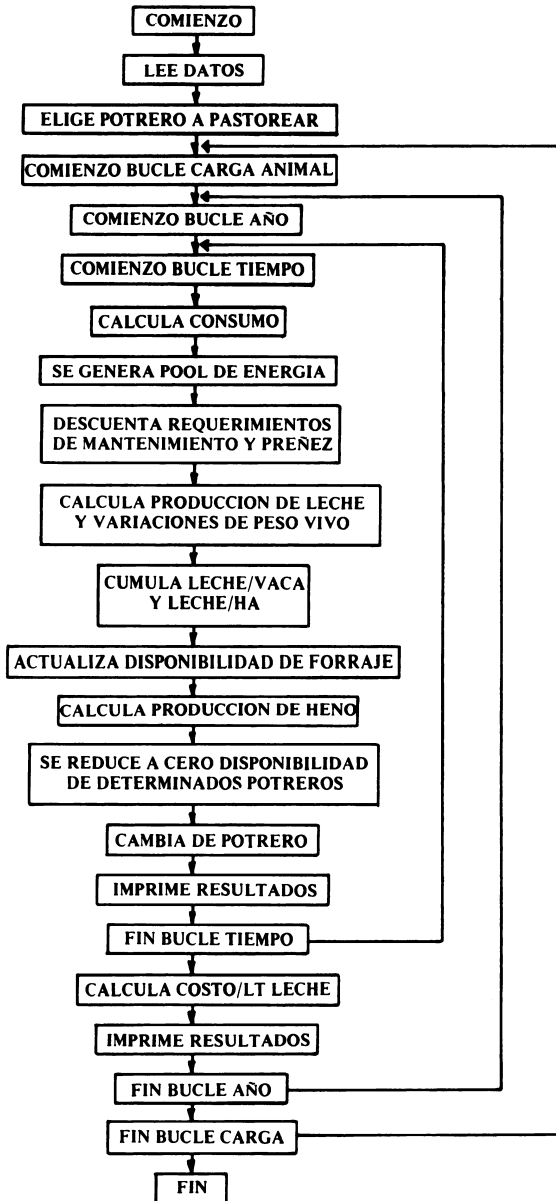 COMIENZO
LEE DATOS
ELIGE POTRERO A PASTOREAR
COMIENZO BUCLE CARGA ANIMAL
COMIENZO BUCLE AÑO
COMIENZO BUCLE TIEMPO
CALCULA CONSUMO
SE GENERA POOL DE ENERGIA
DESCUENTA REQUERIMIENTOS
DE MANTENIMIENTO Y PREÑEZ
CALCULA PRODUCCION DE LECHE
Y VARIACIONES DE PESO VIVO
CUMULA LECHE/VACA
Y LECHE/HA
ACTUALIZA DISPONIBILIDAD DE FORRAJE
CALCULA PRODUCCION DE HENO
SE REDUCE A CERO DISPONIBILIDAD
DE DETERMINADOS POTREROS
CAMBIA DE POTRERO
IMPRIME RESULTADOS
FIN BUCLE TIEMPO
CALCULA COSTO/LT LECHE
IMPRIME RESULTADOS
FIN BUCLE AÑO
FIN BUCLE CARGA
FIN